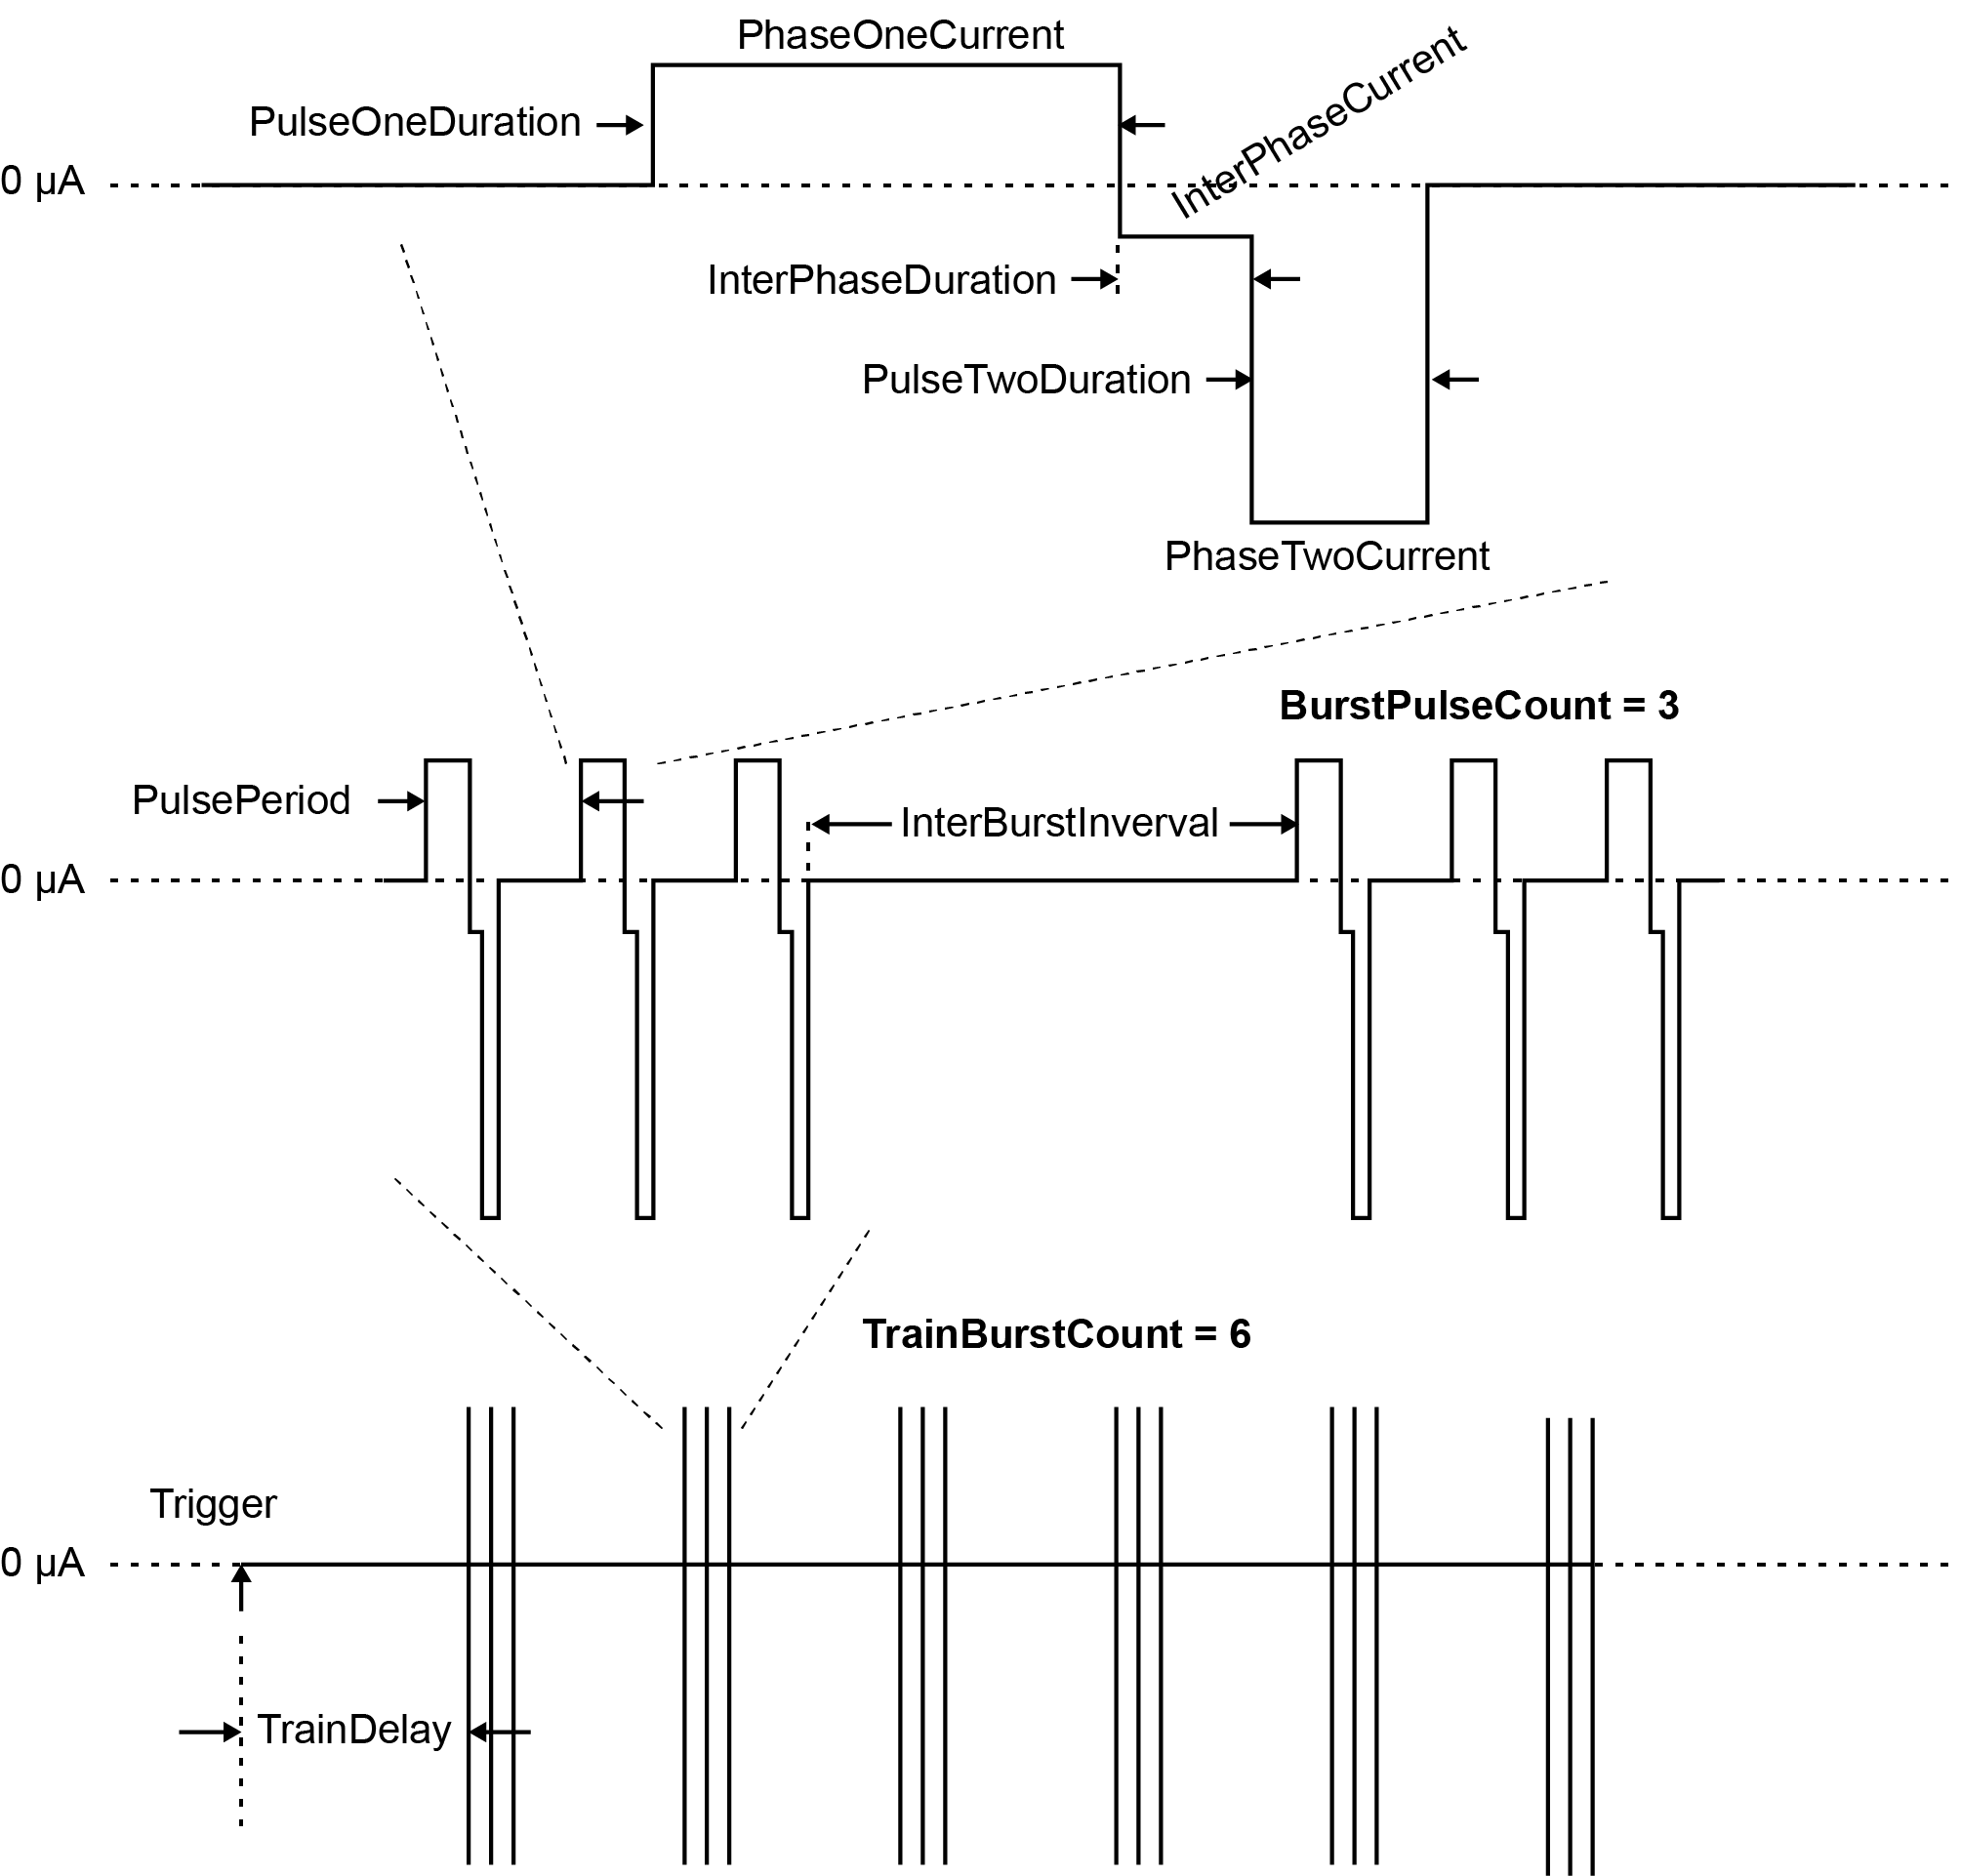 PhaseOneCurrent
InterPhaseCurrent
PulseOneDuration
0 μA
InterPhaseDuration
PulseTwoDuration
PhaseTwoCurrent
BurstPulseCount = 3
PulsePeriod
InterBurstInverval
0 μA
TrainBurstCount = 6
Trigger
0 μA
TrainDelay